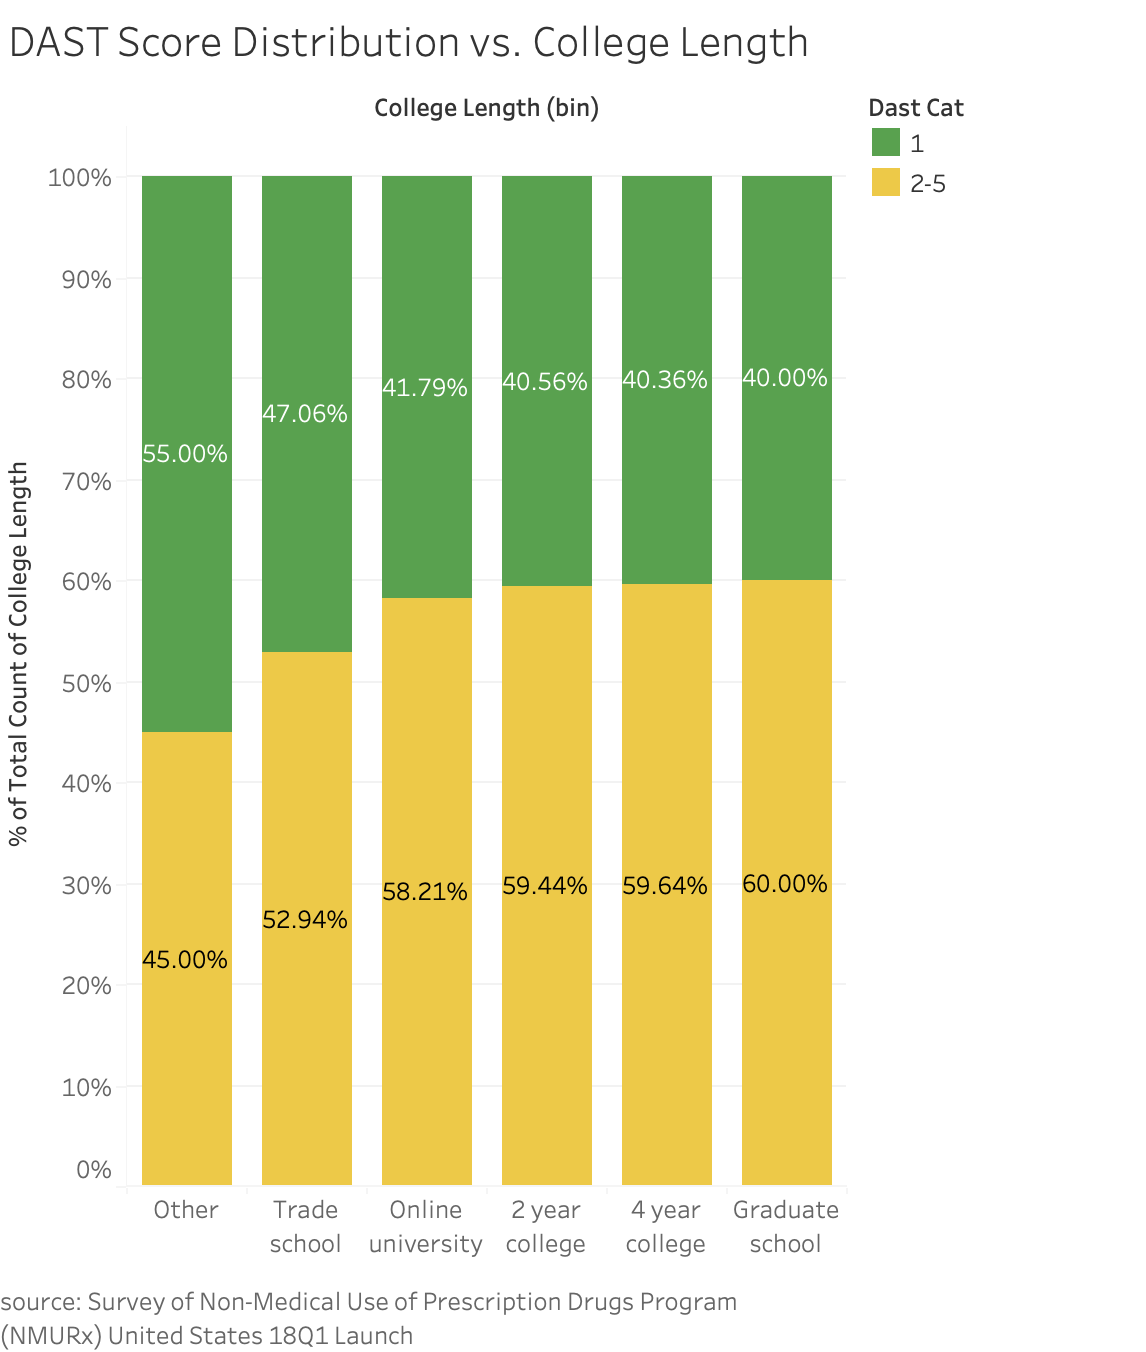 DAST Score Distribution vs. College Length
College Length (bin)
Dast Cat
1
2-5
% of Total Count of College Length
100%
90%
80%
70%
60%
50%
40%
30%
20%
10%
0%
55.00%
47.06%
41.79%
40.56%
40.36%
40.00%
45.00%
52.94%
58.21%
59.44%
59.64%
60.00%
Other
Trade
school
Online
university
2 year
college
4 year
college
Graduate
school
source: Survey of Non-Medical Use of Prescription Drugs Program
(NMURx) United States 18Q1 Launch